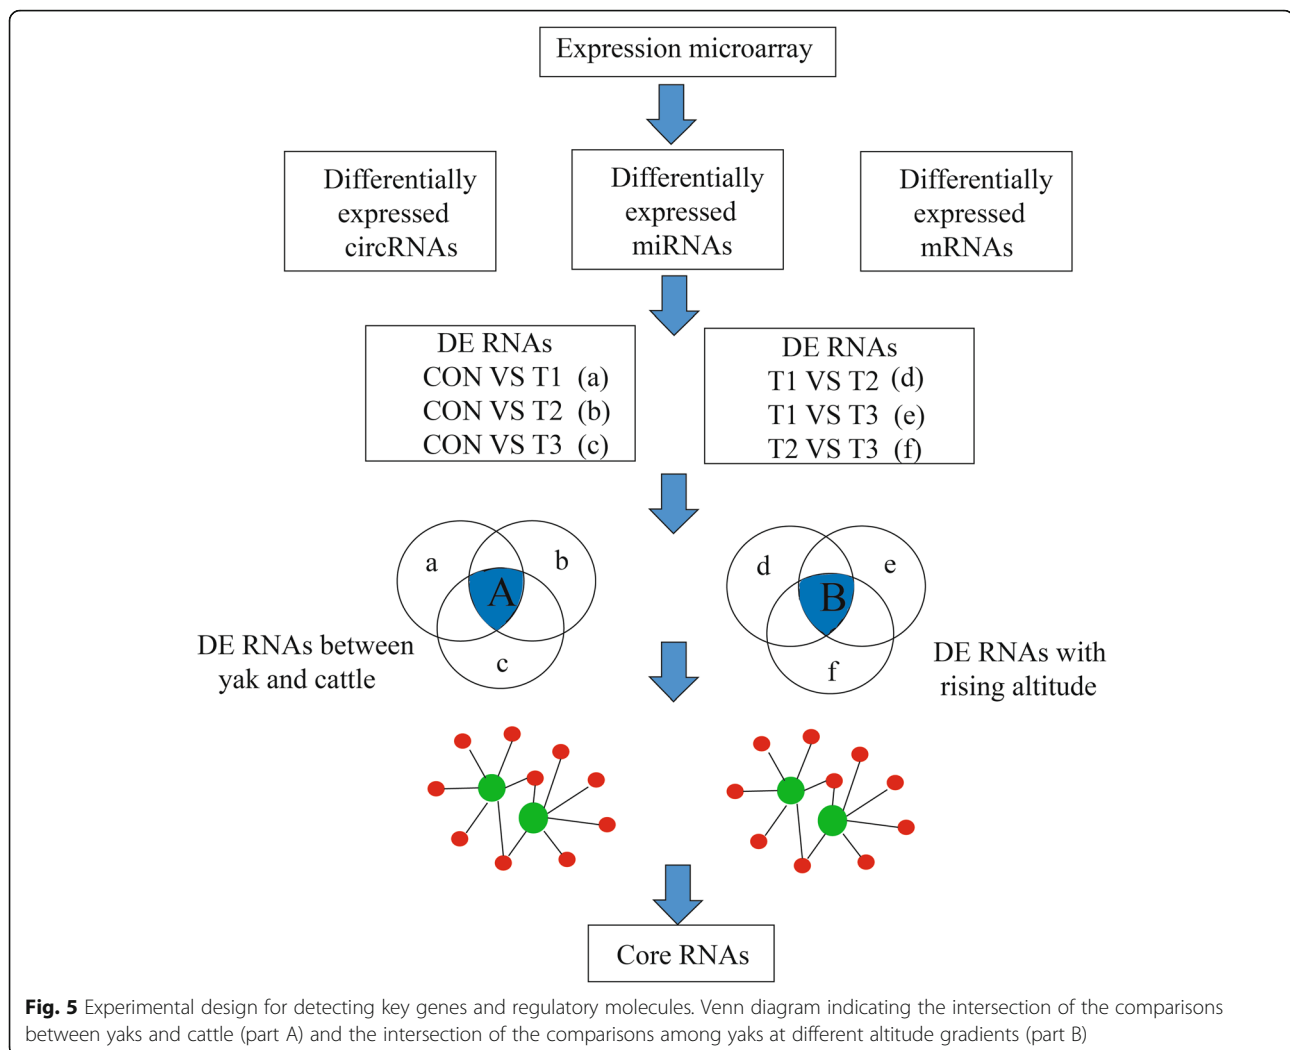 Expression microarray
Differentially
expressed
circRNAs
Differentially
expressed
miRNAs
Differentially
expressed
mRNAs
DE RNAs
CON VS T1 (a)
CON VS T2 (b)
CON VS T3 (c)
DE RNAs
T1 VS T2 (d)
T1 VS T3 (e)
T2 VS T3 (f)
a
b
A
c
DE RNAs between
yak and cattle
d
e
B
f
DE RNAs with
rising altitude
Core RNAs
Fig. 5 Experimental design for detecting key genes and regulatory molecules. Venn diagram indicating the intersection of the comparisons
between yaks and cattle (part A) and the intersection of the comparisons among yaks at different altitude gradients (part B)